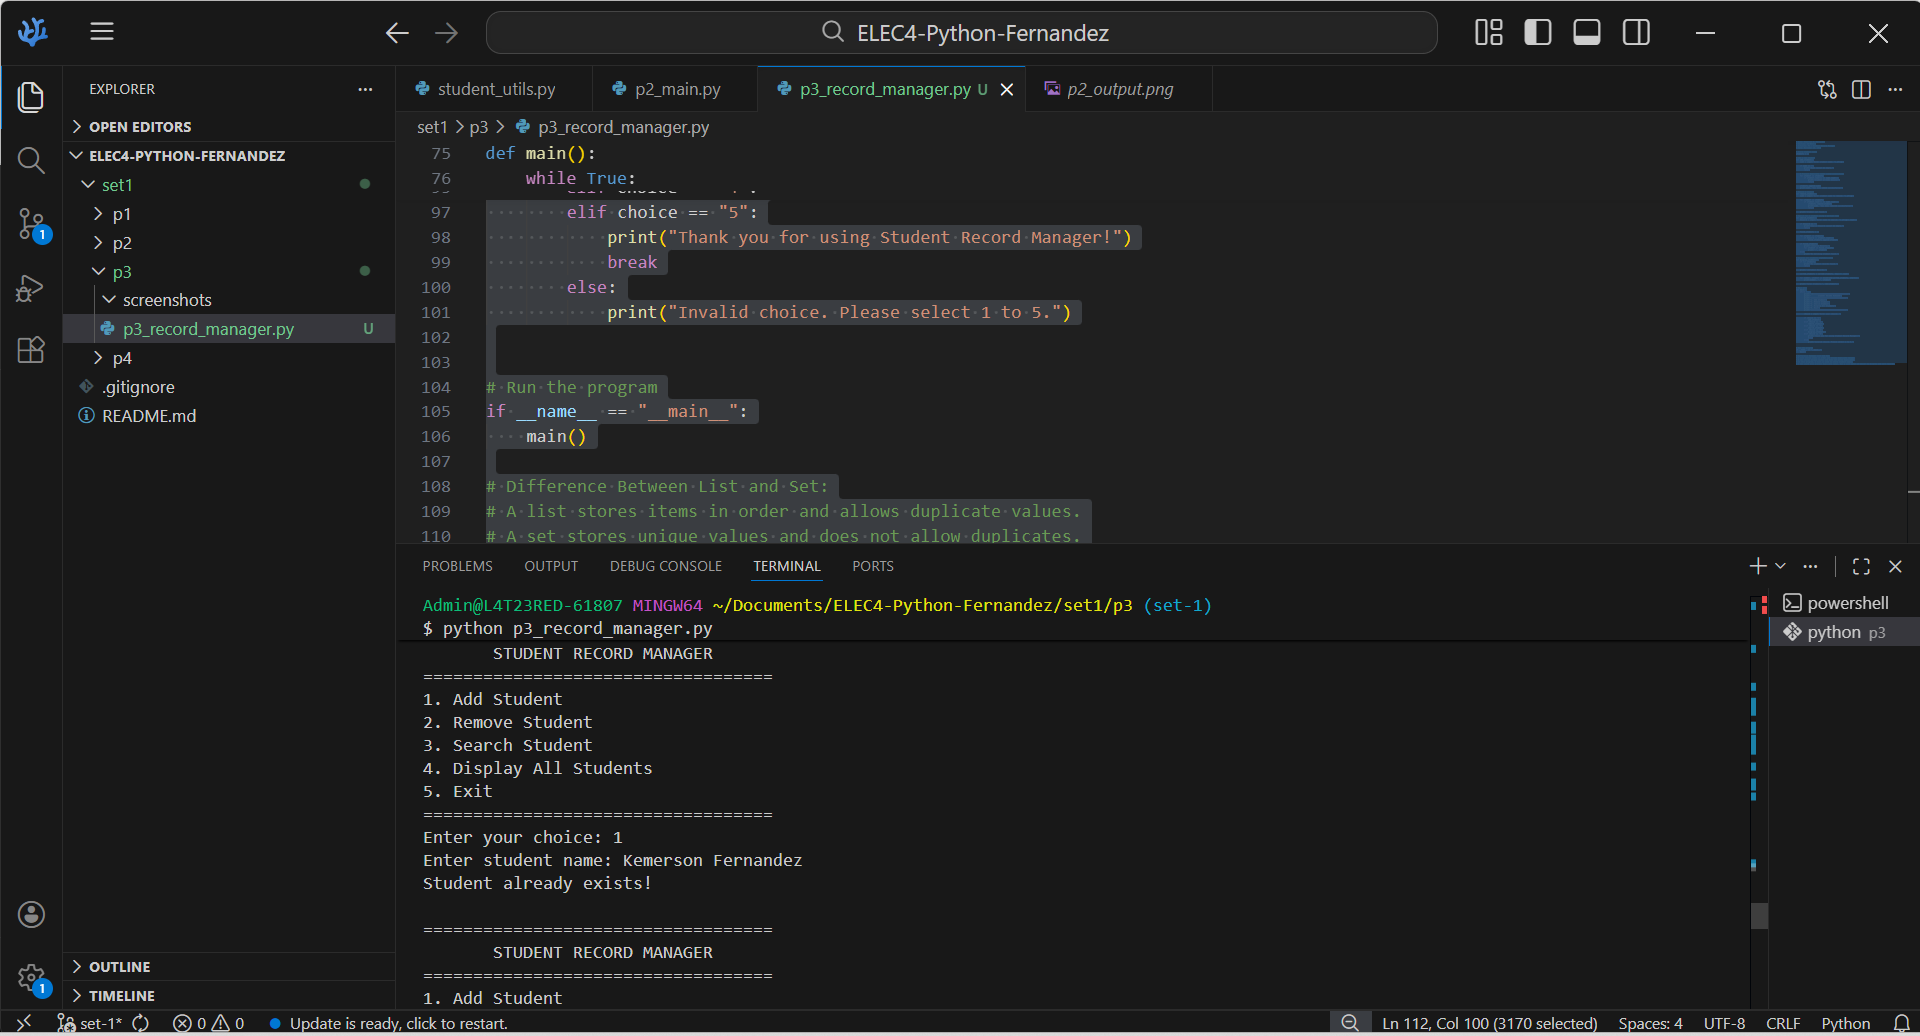 ELEC4-Python-Fernandez
EXPLORER
OPEN EDITORS
ELEC4-PYTHON-FERNANDEZ
set1
p1
p2
p3
screenshots
p3_record_manager.py U
p4
.gitignore
README.md
OUTLINE
TIMELINE
1
1
student_utils.py
p2_main.py
p3_record_manager.py U
p2_output.png
set1 > p3 > p3_record_manager.py
75 def main():
76 while True:
97 elif choice == "5":
98 print("Thank you for using Student Record Manager!")
99 break
100 else:
101 print("Invalid choice. Please select 1 to 5.")
102
103
104 # Run the program
105 if __name__ == "__main__":
106 main()
107
108 # Difference Between List and Set:
109 # A list stores items in order and allows duplicate values.
110 # A set stores unique values and does not allow duplicates.
PROBLEMS OUTPUT DEBUG CONSOLE TERMINAL PORTS
Admin@L4T23RED-61807 MINGW64 ~/Documents/ELEC4-Python-Fernandez/set1/p3 (set-1)
$ python p3_record_manager.py
STUDENT RECORD MANAGER
===================================
1. Add Student
2. Remove Student
3. Search Student
4. Display All Students
5. Exit
===================================
Enter your choice: 1
Enter student name: Kemerson Fernandez
Student already exists!
===================================
STUDENT RECORD MANAGER
===================================
1. Add Student
powershell
python p3
set-1* 0 0 Update is ready, click to restart. Ln 112, Col 100 (3170 selected) Spaces: 4 UTF-8 CRLF Python